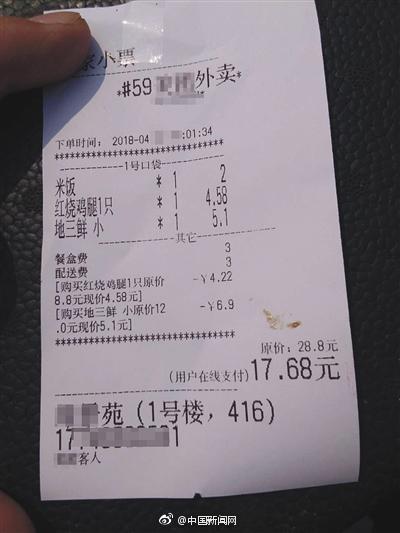 家小票
*#59 外卖*
下单时间： 2018-04 :01:34
**********************************
1号口袋
米饭 * 1 2
红烧鸡腿1只 * 1 4.58
地三鲜 小 * 1 5.1
其它
餐盒费 3
配送费 3
[购买红烧鸡腿1只原价 -￥4.22
8.8元现价4.58元]
[购买地三鲜 小原价12 -￥6.9
.0元现价5.1元]
**********************************
原价：28.8元
(用户在线支付)17.68元
苑 (1号楼, 416)
17 1
客人
@中国新闻网